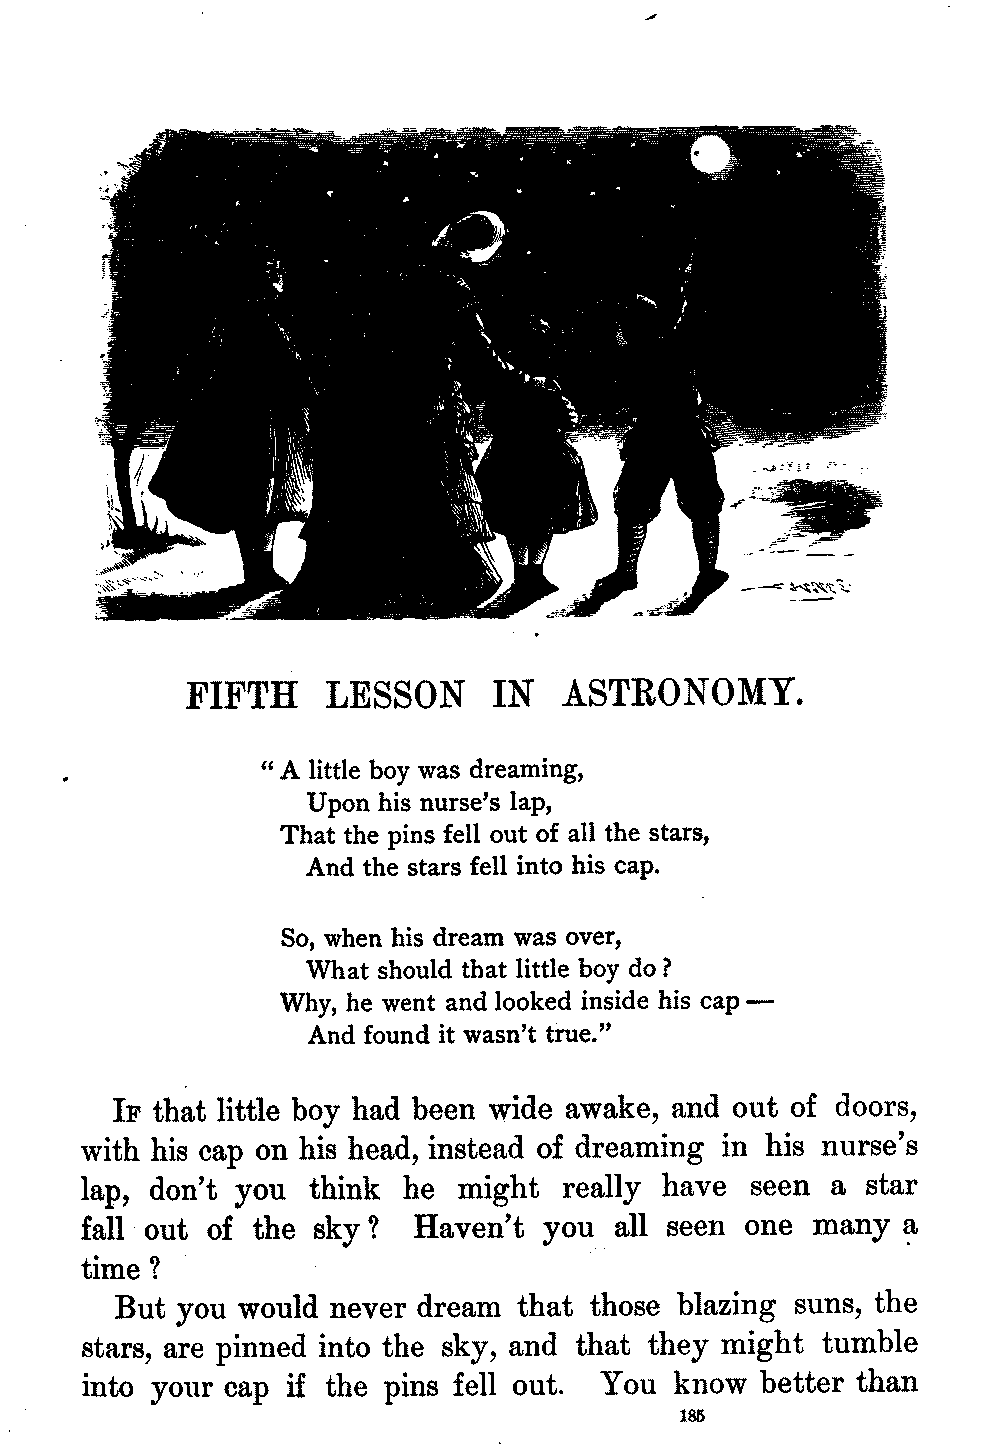 FIFTH LESSON IN ASTRONOMY.
“A little boy was dreaming,
Upon his nurse’s lap,
That the pins fell out of all the stars,
And the stars fell into his cap.
So, when his dream was over,
What should that little boy do?
Why, he went and looked inside his cap—
And found it wasn’t true.”
IF that little boy had been wide awake, and out of doors,
with his cap on his head, instead of dreaming in his nurse’s
lap, don’t you think he might really have seen a star
fall out of the sky? Haven’t you all seen one many a
time?
But you would never dream that those blazing suns, the
stars, are pinned into the sky, and that they might tumble
into your cap if the pins fell out. You know better than
185